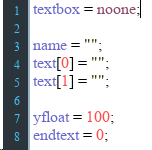 1 textbox = noone;
2
3 name = "";
4 text[0] = "";
5 text[1] = "";
6
7 yfloat = 100;
8 endtext = 0;